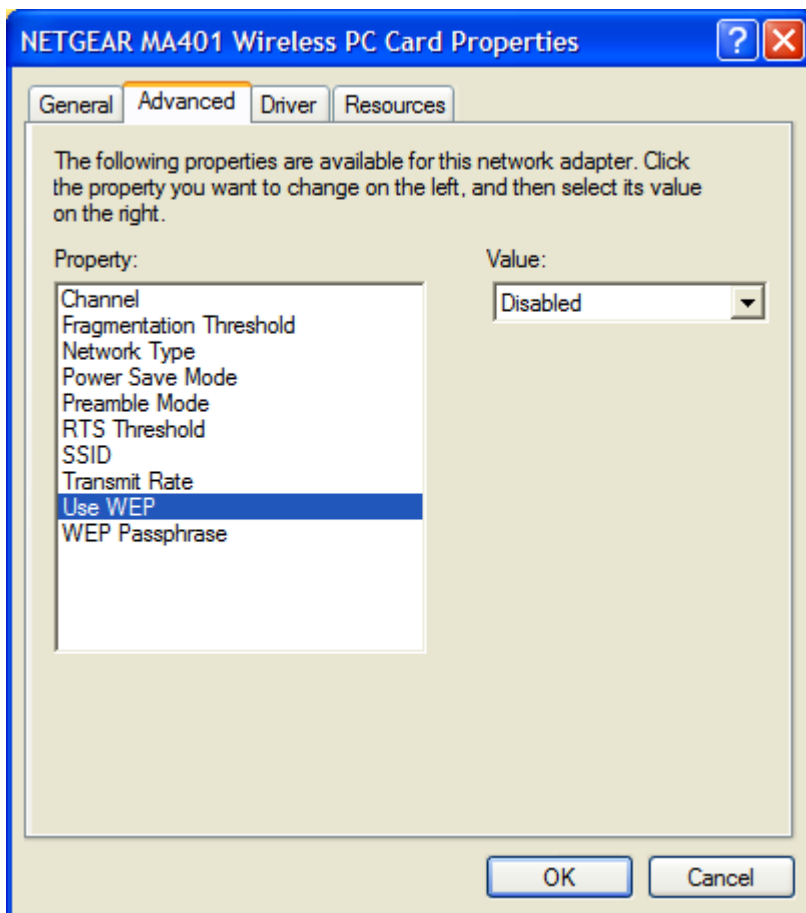 NETGEAR MA401 Wireless PC Card Properties
General Advanced Driver Resources
The following properties are available for this network adapter. Click
the property you want to change on the left, and then select its value
on the right.
Property:
Value:
Channel
Fragmentation Threshold
Network Type
Power Save Mode
Preamble Mode
RTS Threshold
SSID
Transmit Rate
Use WEP
WEP Passphrase
Disabled
OK Cancel